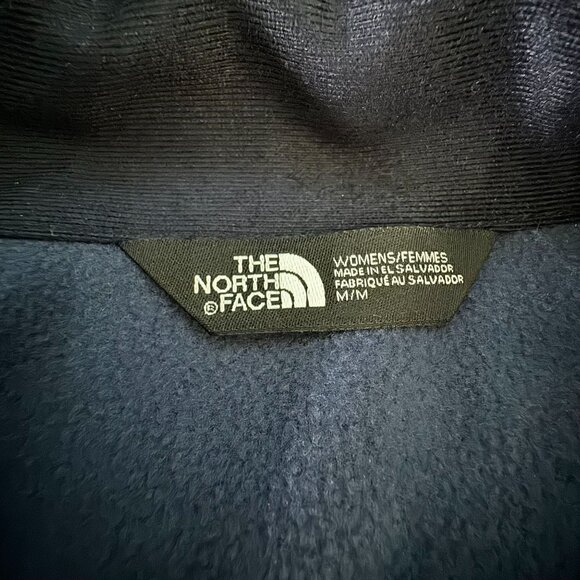 THE
NORTH
®FACE
WOMENS/FEMMES
MADE IN EL SALVADOR
FABRIQUÉ AU SALVADOR
M/M